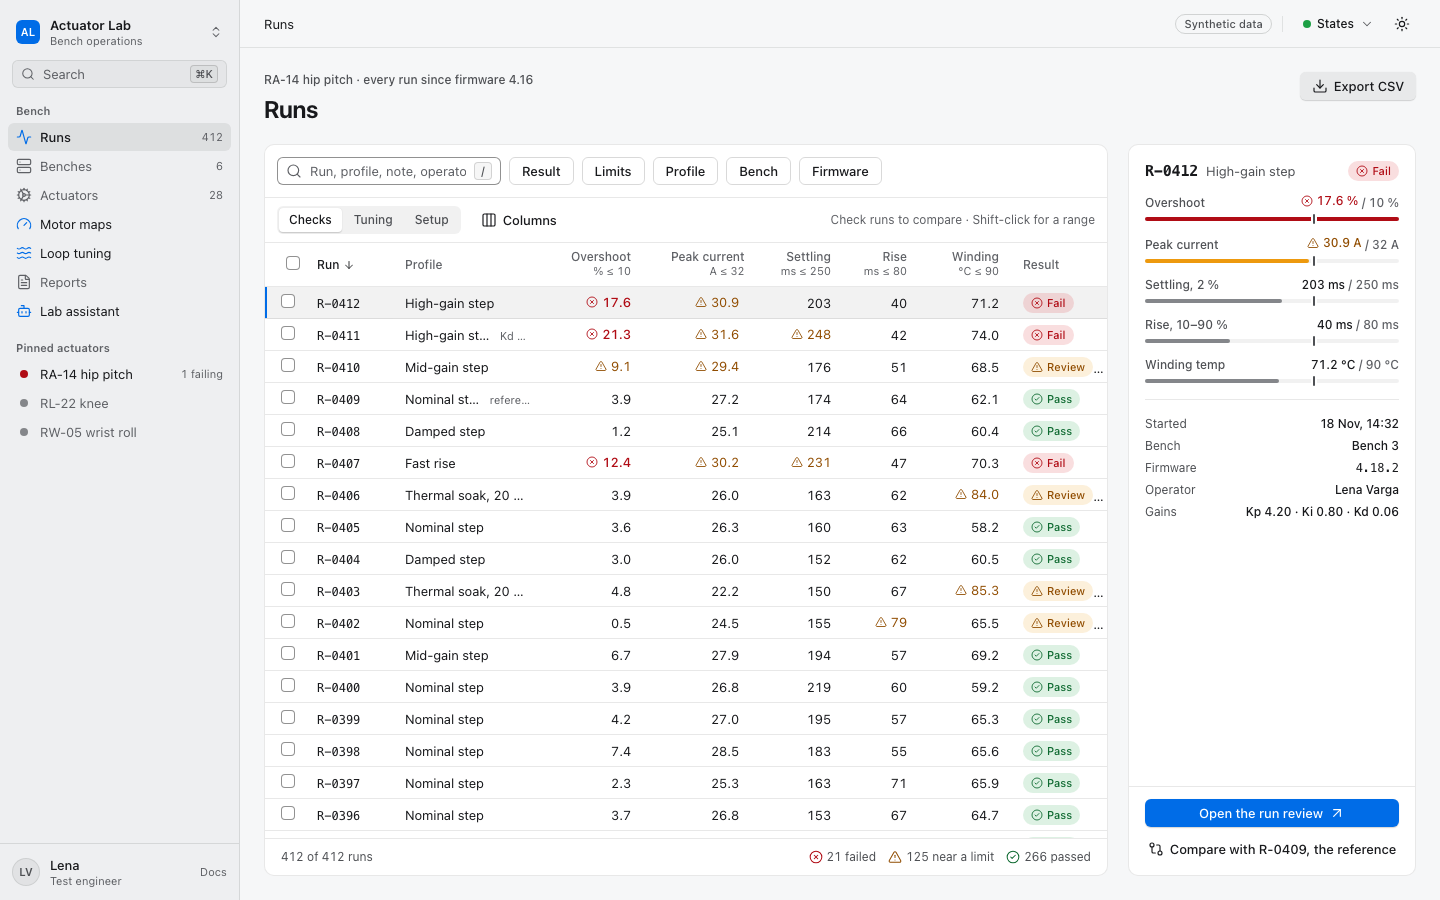 AL
Actuator Lab
Bench operations
Search ⌘K
Bench
Runs 412
Benches 6
Actuators 28
Motor maps
Loop tuning
Reports
Lab assistant
Pinned actuators
RA-14 hip pitch 1 failing
RL-22 knee
RW-05 wrist roll
LV
Lena
Test engineer
Docs
Runs
Synthetic data
States
RA-14 hip pitch · every run since firmware 4.16
Runs
Export CSV
Run, profile, note, operato /
Result
Limits
Profile
Bench
Firmware
Checks
Tuning
Setup
Columns
Check runs to compare · Shift-click for a range
Run ↓ Profile Overshoot Peak current Settling Rise Winding Result
% ≤ 10 A ≤ 32 ms ≤ 250 ms ≤ 80 °C ≤ 90
R-0412 High-gain step 17.6 30.9 203 40 71.2 Fail
R-0411 High-gain st... Kd ... 21.3 31.6 248 42 74.0 Fail
R-0410 Mid-gain step 9.1 29.4 176 51 68.5 Review ...
R-0409 Nominal st... refere... 3.9 27.2 174 64 62.1 Pass
R-0408 Damped step 1.2 25.1 214 66 60.4 Pass
R-0407 Fast rise 12.4 30.2 231 47 70.3 Fail
R-0406 Thermal soak, 20 ... 3.9 26.0 163 62 84.0 Review ...
R-0405 Nominal step 3.6 26.3 160 63 58.2 Pass
R-0404 Damped step 3.0 26.0 152 62 60.5 Pass
R-0403 Thermal soak, 20 ... 4.8 22.2 150 67 85.3 Review ...
R-0402 Nominal step 0.5 24.5 155 79 65.5 Review ...
R-0401 Mid-gain step 6.7 27.9 194 57 69.2 Pass
R-0400 Nominal step 3.9 26.8 219 60 59.2 Pass
R-0399 Nominal step 4.2 27.0 195 57 65.3 Pass
R-0398 Nominal step 7.4 28.5 183 55 65.6 Pass
R-0397 Nominal step 2.3 25.3 163 71 65.9 Pass
R-0396 Nominal step 3.7 26.8 153 67 64.7 Pass
412 of 412 runs
21 failed
125 near a limit
266 passed
R-0412 High-gain step Fail
Overshoot 17.6 % / 10 %
Peak current 30.9 A / 32 A
Settling, 2 % 203 ms / 250 ms
Rise, 10–90 % 40 ms / 80 ms
Winding temp 71.2 °C / 90 °C
Started 18 Nov, 14:32
Bench Bench 3
Firmware 4.18.2
Operator Lena Varga
Gains Kp 4.20 · Ki 0.80 · Kd 0.06
Open the run review
Compare with R-0409, the reference